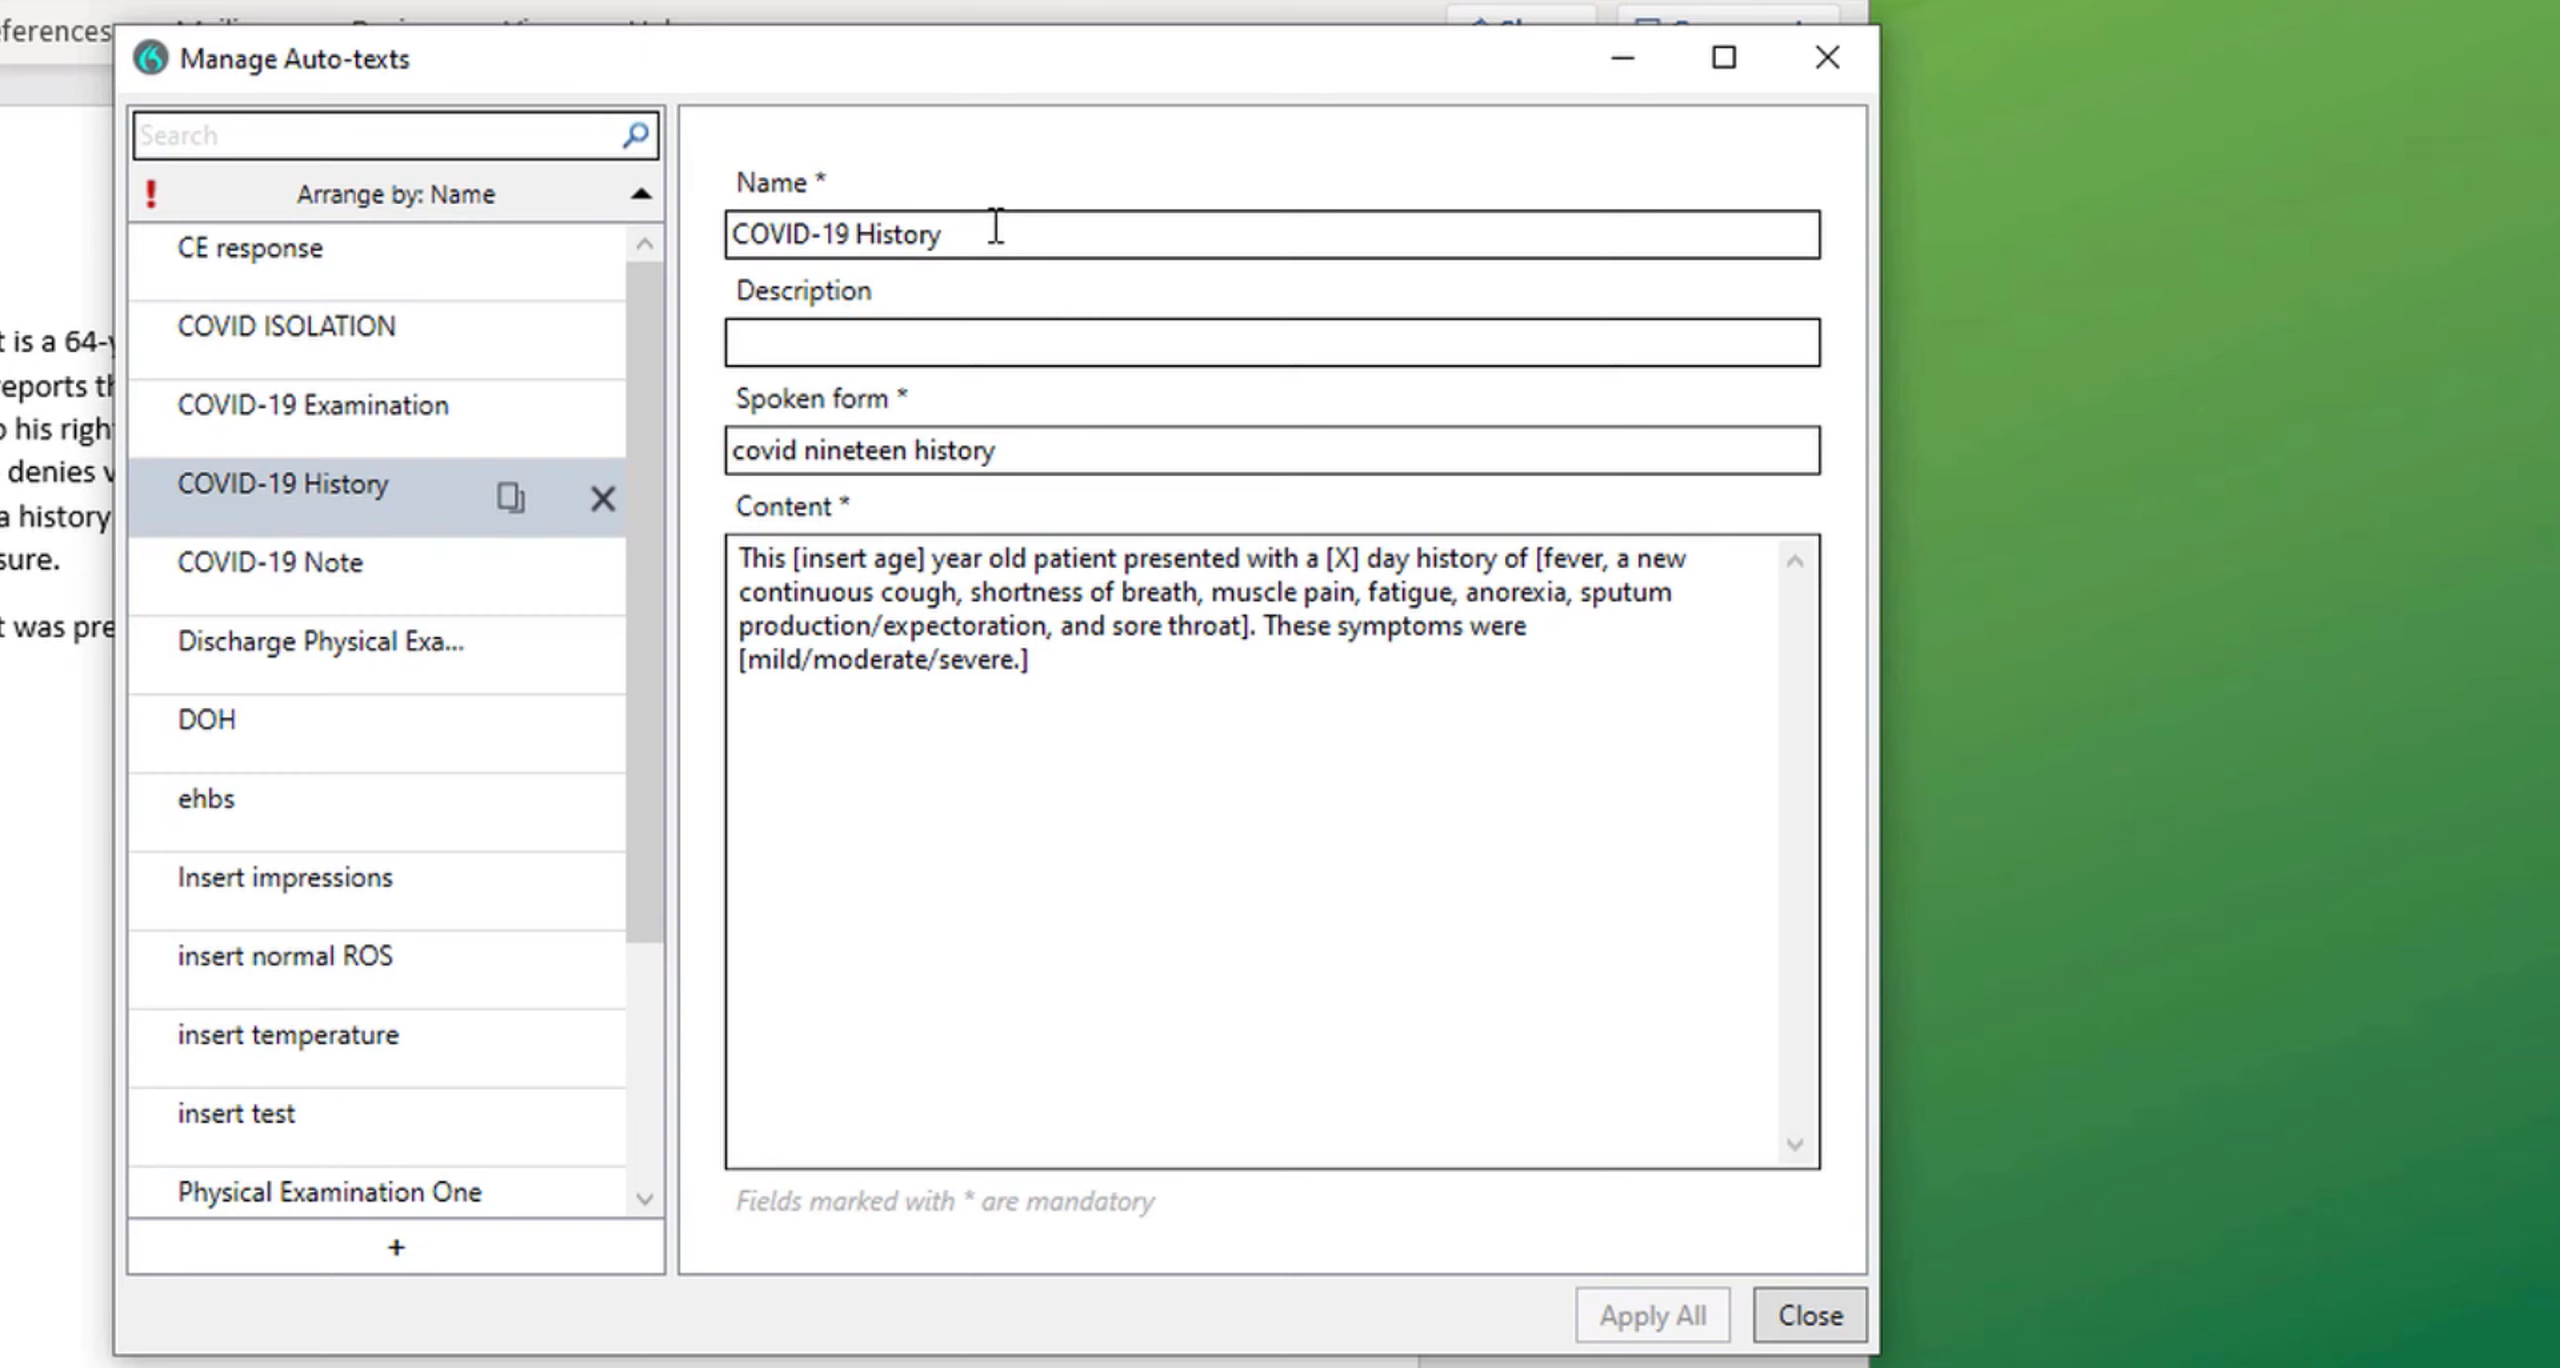 ferences
Manage Auto-texts
Search
! Arrange by: Name
CE response
COVID ISOLATION
COVID-19 Examination
COVID-19 History
COVID-19 Note
Discharge Physical Exa...
DOH
ehbs
Insert impressions
insert normal ROS
insert temperature
insert test
Physical Examination One
+
Name *
COVID-19 History
Description
Spoken form *
covid nineteen history
Content *
This [insert age] year old patient presented with a [X] day history of [fever, a new
continuous cough, shortness of breath, muscle pain, fatigue, anorexia, sputum
production/expectoration, and sore throat]. These symptoms were
[mild/moderate/severe.]
Fields marked with * are mandatory
Apply All
Close
t is a 64-y
reports th
o his righ
denies v
a history
sure.
t was pre